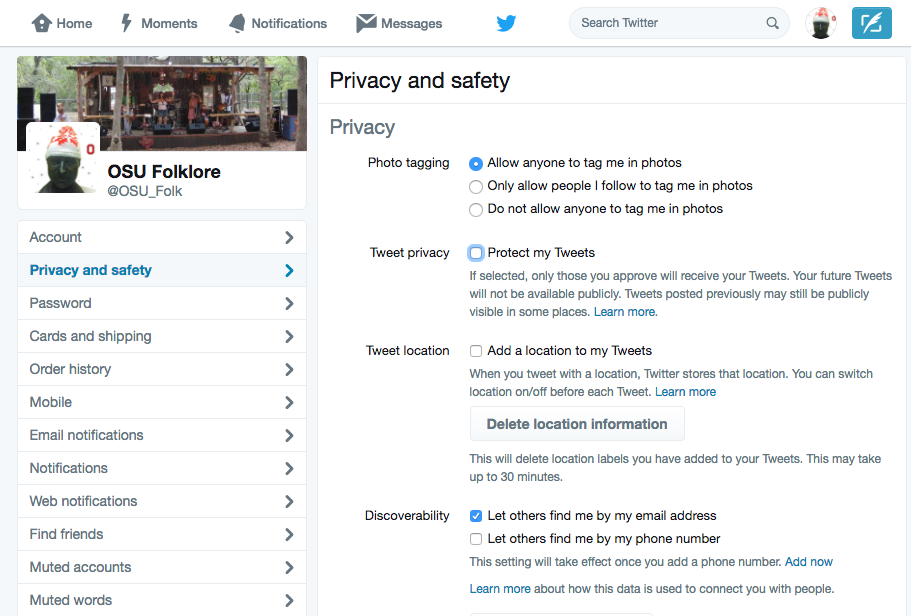 Home
Moments
Notifications
Messages
Search Twitter
OSU Folklore
@OSU_Folk
Account
Privacy and safety
Password
Cards and shipping
Order history
Mobile
Email notifications
Notifications
Web notifications
Find friends
Muted accounts
Muted words
Privacy and safety
Privacy
Photo tagging
Allow anyone to tag me in photos
Only allow people I follow to tag me in photos
Do not allow anyone to tag me in photos
Tweet privacy
Protect my Tweets
If selected, only those you approve will receive your Tweets. Your future Tweets
will not be available publicly. Tweets posted previously may still be publicly
visible in some places. Learn more.
Tweet location
Add a location to my Tweets
When you tweet with a location, Twitter stores that location. You can switch
location on/off before each Tweet. Learn more
Delete location information
This will delete location labels you have added to your Tweets. This may take
up to 30 minutes.
Discoverability
Let others find me by my email address
Let others find me by my phone number
This setting will take effect once you add a phone number. Add now
Learn more about how this data is used to connect you with people.